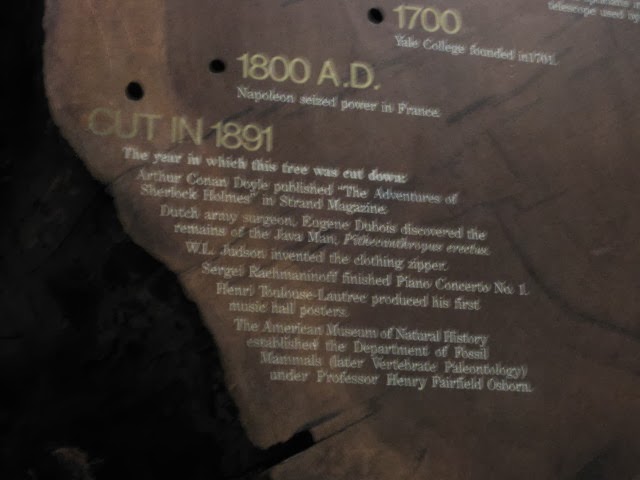 telescope used by
1700
Yale College founded in 1701.
1800 A.D.
Napoleon seized power in France.
CUT IN 1891
The year in which this tree was cut down:
Arthur Conan Doyle published "The Adventures of
Sherlock Holmes" in Strand Magazine.
Dutch army surgeon, Eugene Dubois discovered the
remains of the Java Man, Pithecanthropus erectus.
W.L. Judson invented the clothing zipper.
Sergei Rachmaninoff finished Piano Concerto No. 1.
Henri Toulouse-Lautrec produced his first
music hall posters.
The American Museum of Natural History
established the Department of Fossil
Mammals (later Vertebrate Paleontology)
under Professor Henry Fairfield Osborn.